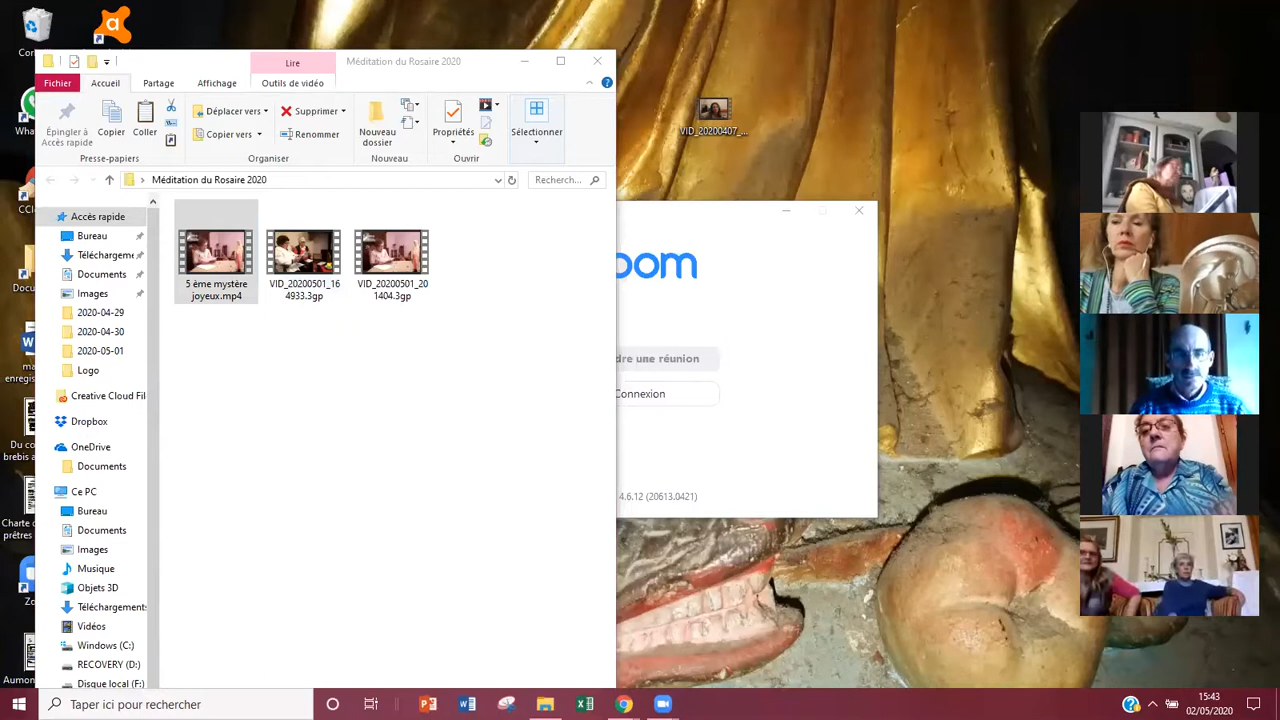 Lire
Méditation du Rosaire 2020
Fichier
Accueil
Partage
Affichage
Outils de vidéo
Épingler à
Accès rapide
Copier
Coller
Déplacer vers
Copier vers
Supprimer
Renommer
Nouveau
dossier
Propriétés
Sélectionner
Presse-papiers
Organiser
Nouveau
Ouvrir
Méditation du Rosaire 2020
Recherch...
Accès rapide
Bureau
Téléchargeme
Documents
Images
2020-04-29
2020-04-30
2020-05-01
Logo
Creative Cloud Fil
Dropbox
OneDrive
Documents
Ce PC
Bureau
Documents
Images
Musique
Objets 3D
Téléchargements
Vidéos
Windows (C:)
RECOVERY (D:)
Disque local (F:)
5 ème mystère
joyeux.mp4
VID_20200501_16
4933.3gp
VID_20200501_20
1404.3gp
VID_20200407_...
oom
dre une réunion
Connexion
4.6.12 (20613.0421)
Taper ici pour rechercher
15:43
02/05/2020